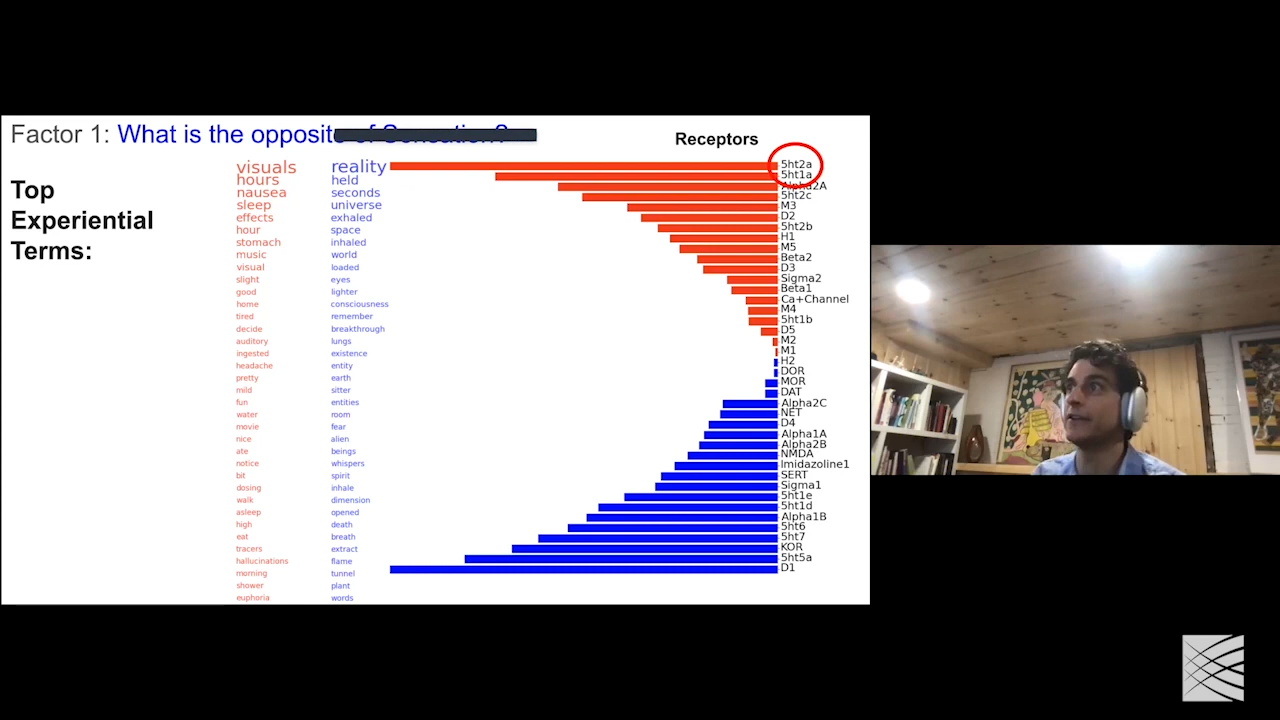 Factor 1: What is the opposite of Sensation?
Receptors
Top
Experiential
Terms:
visuals
hours
nausea
sleep
effects
hour
stomach
music
visual
slight
good
home
tired
decide
auditory
ingested
headache
pretty
mild
fun
water
movie
nice
ate
notice
bit
dosing
walk
asleep
high
eat
tracers
hallucinations
morning
shower
euphoria
reality
held
seconds
universe
exhaled
space
inhaled
world
loaded
eyes
lighter
consciousness
remember
breakthrough
lungs
existence
entity
earth
sitter
entities
room
fear
alien
beings
whispers
spirit
inhale
dimension
opened
death
breath
extract
flame
tunnel
plant
words
5ht2a
5ht1a
Alpha2A
5ht2c
M3
D2
5ht2b
H1
M5
Beta2
D3
Sigma2
Beta1
Ca+Channel
M4
5ht1b
D5
M2
M1
H2
DOR
MOR
DAT
Alpha2C
NET
D4
Alpha1A
Alpha2B
NMDA
Imidazoline1
SERT
Sigma1
5ht1e
5ht1d
Alpha1B
5ht6
5ht7
KOR
5ht5a
D1